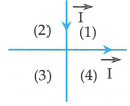 I
(2) (1)
(3) (4) I